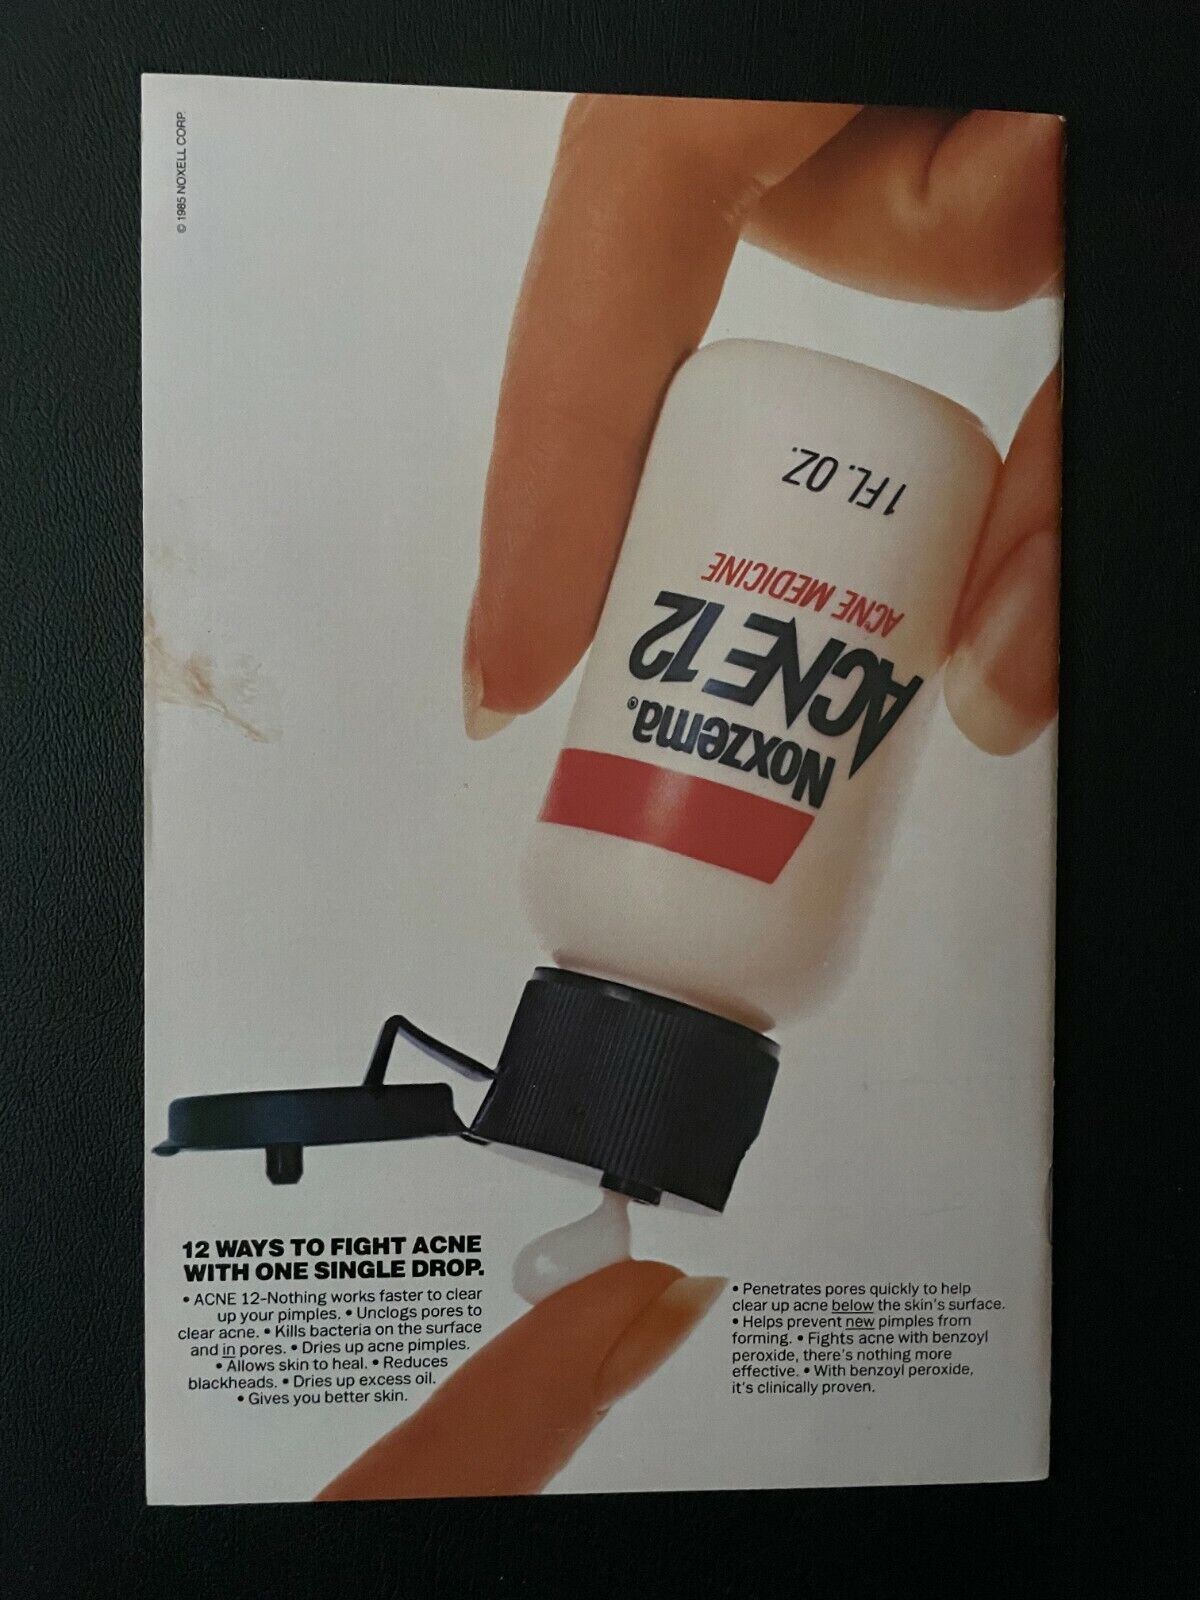 © 1985 NOXELL CORP.
1 FL. OZ.
ACNE MEDICINE
ACNE 12
Noxzema®
12 WAYS TO FIGHT ACNE
WITH ONE SINGLE DROP.
• ACNE 12-Nothing works faster to clear
up your pimples. • Unclogs pores to
clear acne. • Kills bacteria on the surface
and in pores. • Dries up acne pimples.
• Allows skin to heal. • Reduces
blackheads. • Dries up excess oil.
• Gives you better skin.
• Penetrates pores quickly to help
clear up acne below the skin's surface.
• Helps prevent new pimples from
forming. • Fights acne with benzoyl
peroxide, there's nothing more
effective. • With benzoyl peroxide,
it's clinically proven.